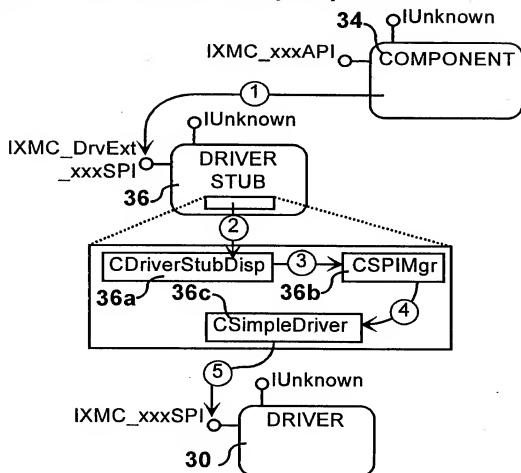 34
IUnknown
IXMC_xxxAPI
COMPONENT
1
IUnknown
IXMC_DrvExt
_xxxSPI
DRIVER
STUB
36
2
CDriverStubDisp
3
CSPIMgr
36a
36c
36b
4
CSimpleDriver
5
IUnknown
IXMC_xxxSPI
DRIVER
30